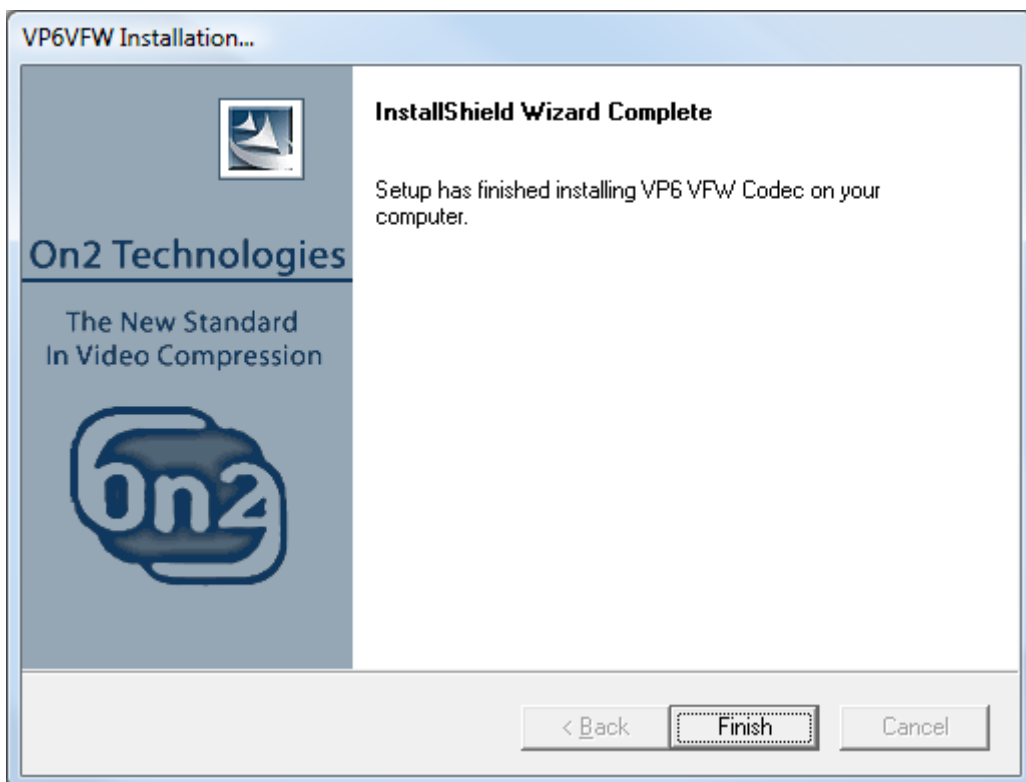 VP6VFW Installation...
InstallShield Wizard Complete
Setup has finished installing VP6 VFW Codec on your
computer.
On2 Technologies
The New Standard
In Video Compression
On2
< Back
Finish
Cancel